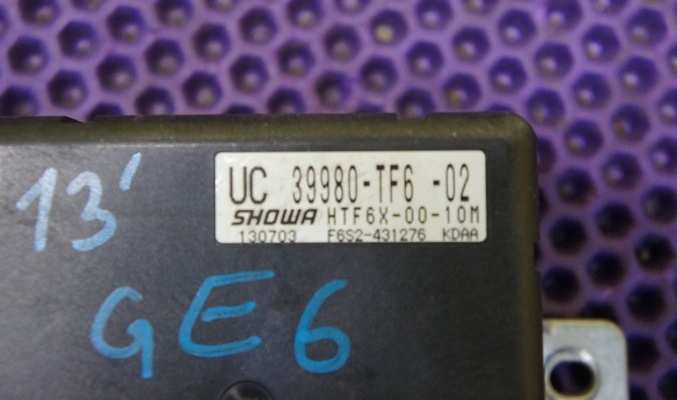 UC 39980-TF6 -02
SHOWA HTF6X-00-10M
130703 F6S2-431276 KDAA
13'
GE6